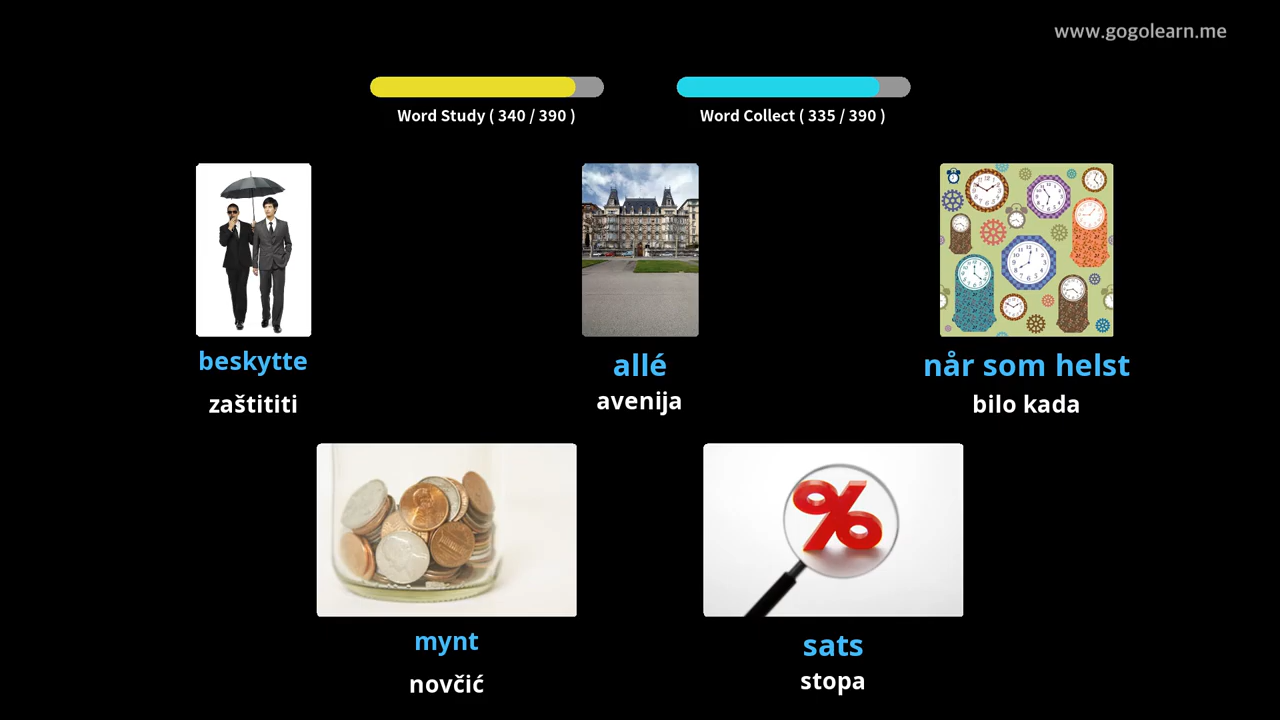 www.gogolearn.me
Word Study ( 340 / 390 )
Word Collect ( 335 / 390 )
beskytte
zaštititi
allé
avenija
når som helst
bilo kada
mynt
novčić
sats
stopa